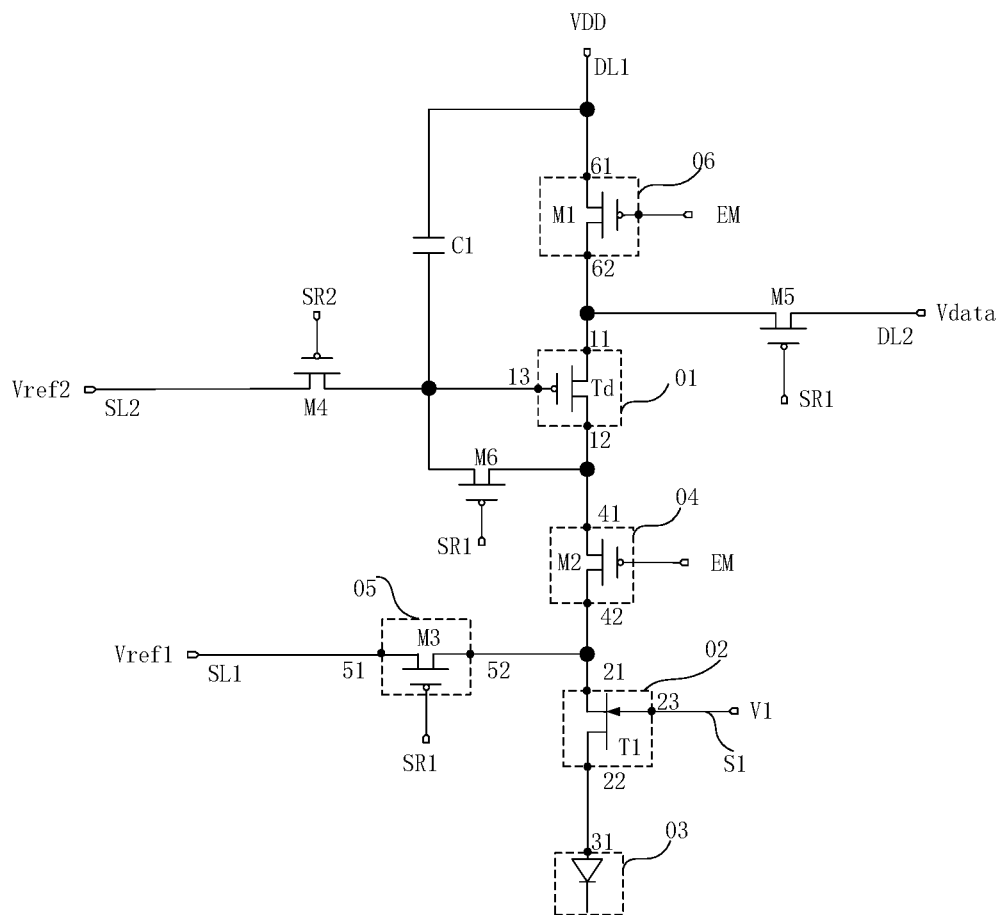 VDD
DL1
61
06
M1
EM
C1
62
SR2
M5
Vdata
DL2
11
13
Td
01
Vref2
SL2
M4
SR1
12
M6
41
04
SR1
M2
EM
05
42
M3
Vref1
51
52
SL1
21
02
23
V1
SR1
T1
S1
22
31
03